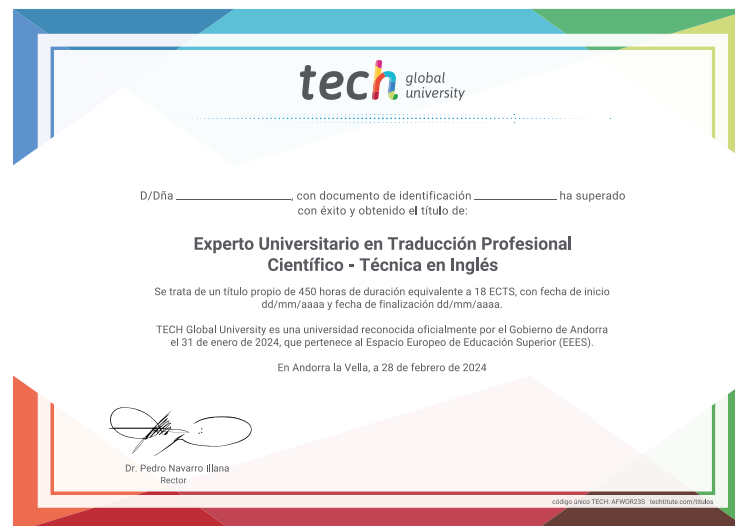 tech global
university
D/Dña ____________, con documento de identificación ____________ ha superado
con éxito y obtenido el título de:
Experto Universitario en Traducción Profesional
Científico - Técnica en Inglés
Se trata de un título propio de 450 horas de duración equivalente a 18 ECTS, con fecha de inicio
dd/mm/aaaa y fecha de finalización dd/mm/aaaa.
TECH Global University es una universidad reconocida oficialmente por el Gobierno de Andorra
el 31 de enero de 2024, que pertenece al Espacio Europeo de Educación Superior (EEES).
En Andorra la Vella, a 28 de febrero de 2024
Dr. Pedro Navarro Illana
Rector
código único TECH: AFWOR23S techtitute.com/titulos